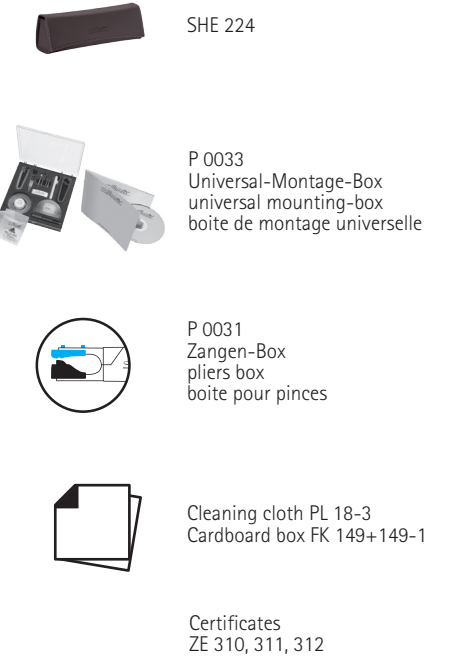 SHE 224
P 0033
Universal-Montage-Box
universal mounting-box
boite de montage universelle
P 0031
Zangen-Box
pliers box
boite pour pinces
Cleaning cloth PL 18-3
Cardboard box FK 149+149-1
Certificates
ZE 310, 311, 312